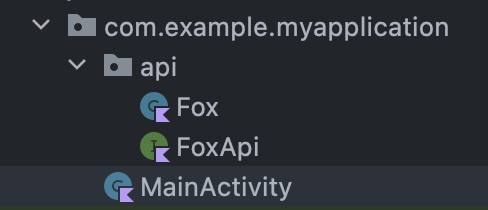 com.example.myapplication
api
Fox
FoxApi
MainActivity